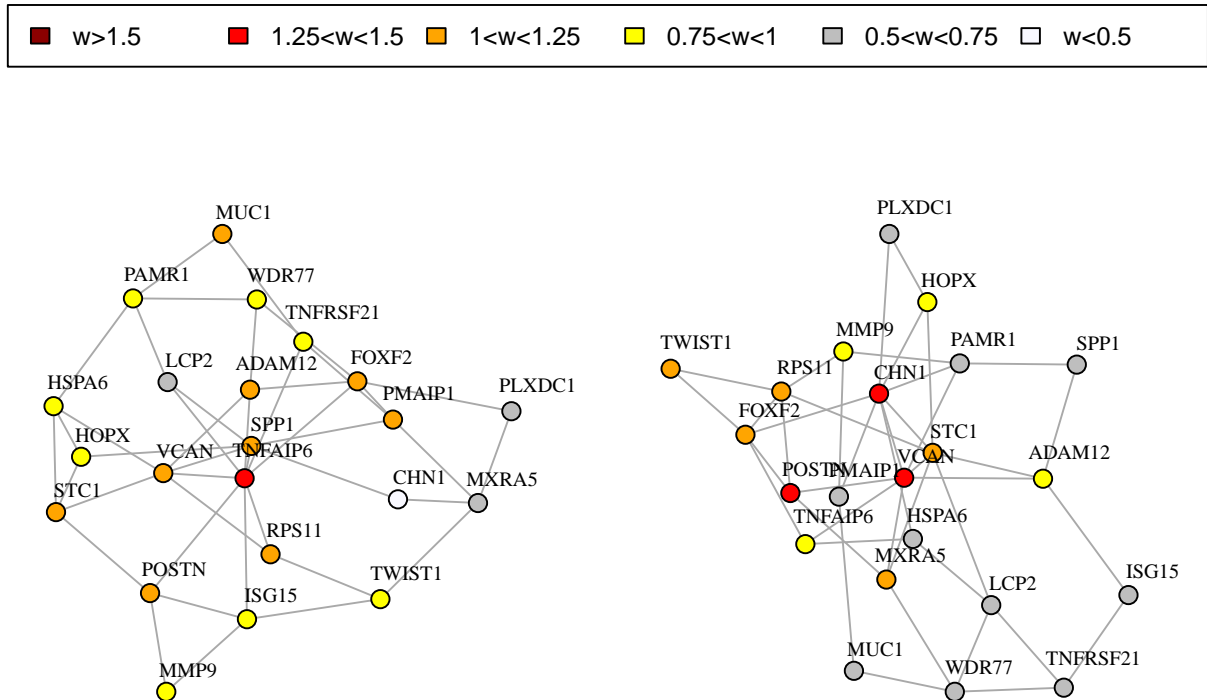 w>1.5 1.25<w<1.5 1<w<1.25 0.75<w<1 0.5<w<0.75 w<0.5
MUC1
PAMR1 WDR77
TNFRSF21
LCP2 ADAM12 FOXF2
HSPA6 PMAIP1 PLXDC1
HOPX VCAN SPP1
TNFAIP6
STC1 CHN1 MXRA5
RPS11
POSTN ISG15 TWIST1
MMP9
PLXDC1
HOPX
TWIST1 MMP9 PAMR1 SPP1
RPS11 CHN1
FOXF2 STC1 ADAM12
POSTN PMAIP1 VCAN
TNFAIP6 HSPA6
MXRA5 LCP2 ISG15
MUC1 WDR77 TNFRSF21